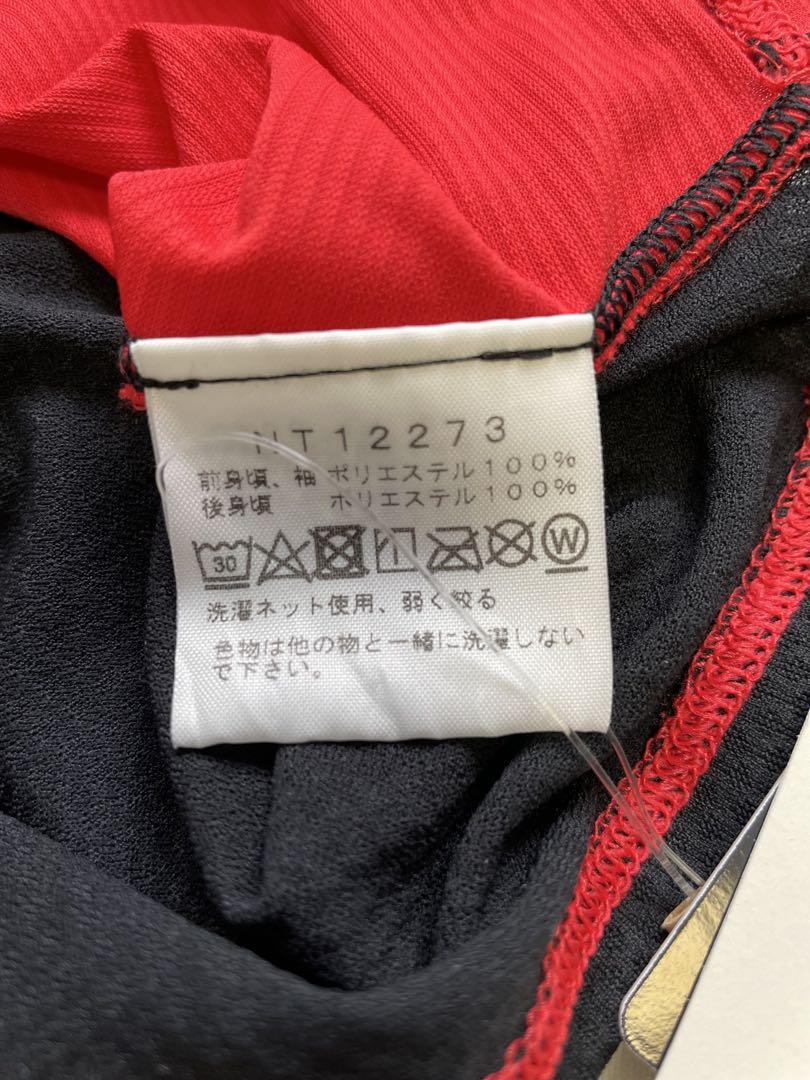 NT12273
前身頃、袖 ポリエステル100%
後身頃 ポリエステル100%
30 W
洗濯ネット使用、弱く絞る
色物は他の物と一緒に洗濯しない
で下さい。